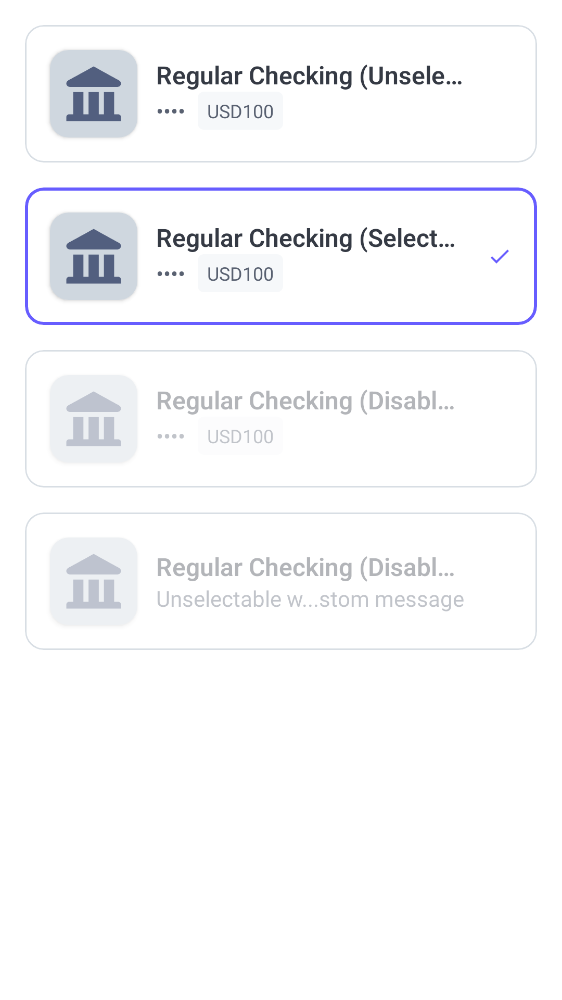 Regular Checking (Unsele…
•••• USD100
Regular Checking (Select…
•••• USD100
Regular Checking (Disabl…
•••• USD100
Regular Checking (Disabl…
Unselectable w...stom message